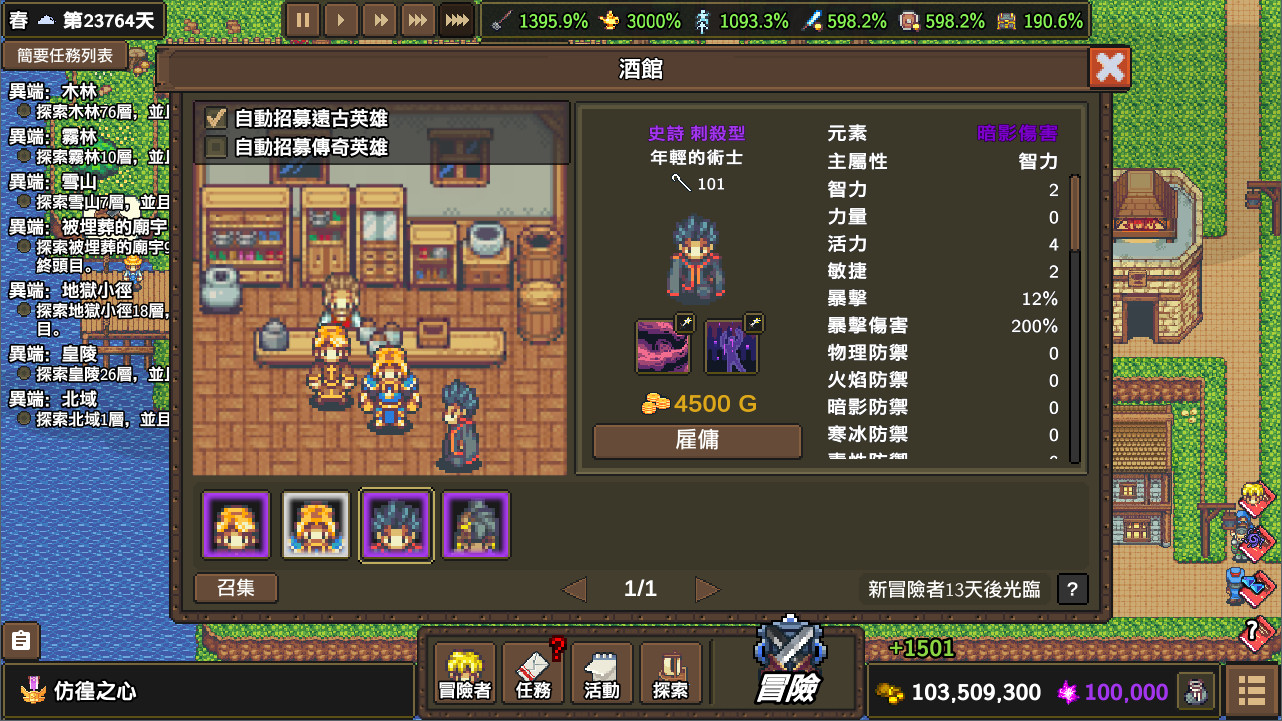 春 第23764天
1395.9% 3000% 1093.3% 598.2% 598.2% 190.6%
簡要任務列表
異端: 木林
探索木林76層，並且
異端: 霧林
探索霧林10層，並且
異端: 雪山
探索雪山7層，並且
異端: 被埋葬的廟宇
探索被埋葬的廟宇
終頭目。
異端: 地獄小徑
探索地獄小徑18層，
目。
異端: 皇陵
探索皇陵26層，並且
異端: 北域
探索北域1層，並且
酒館
自動招募遠古英雄
自動招募傳奇英雄
史詩 刺殺型
年輕的術士
101
4500 G
雇傭
元素 暗影傷害
主屬性 智力
智力 2
力量 0
活力 4
敏捷 2
暴擊 12%
暴擊傷害 200%
物理防禦 0
火焰防禦 0
暗影防禦 0
寒冰防禦 0
召集
1/1
新冒險者13天後光臨 ?
仿徨之心
冒險者
任務
?
活動
探索
冒險
+1501
103,509,300 100,000
?